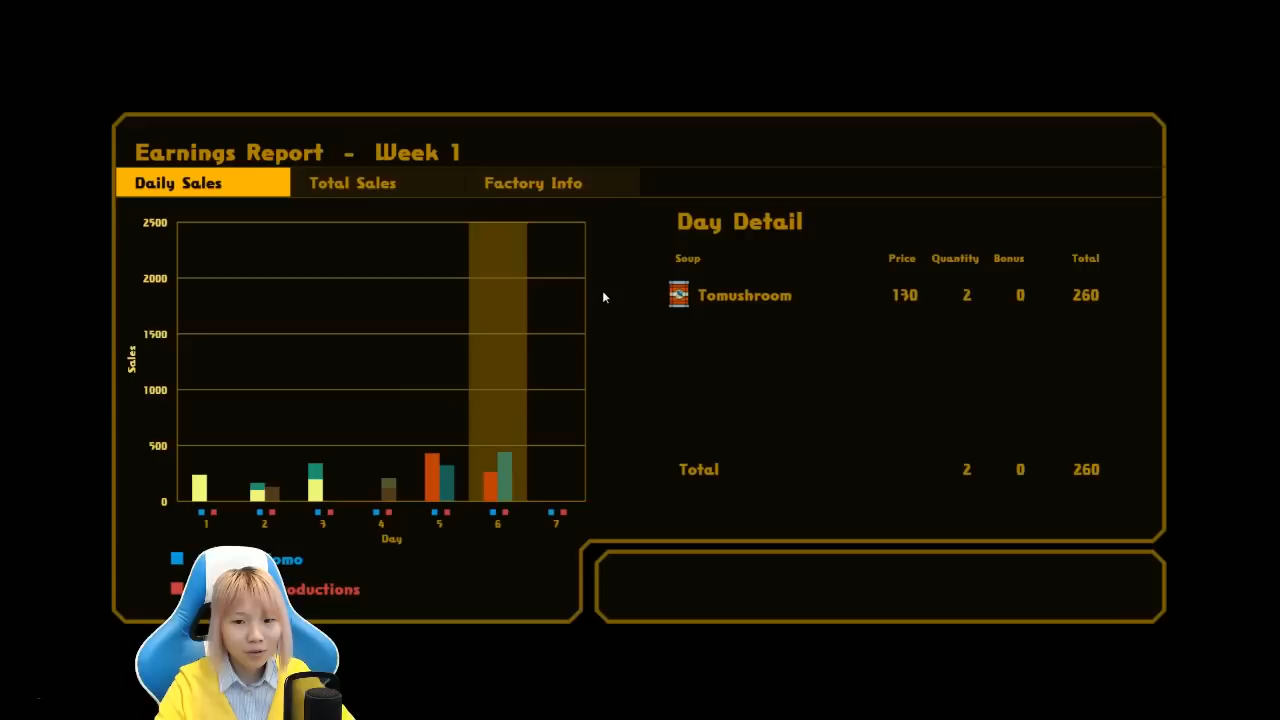 Earnings Report - Week 1
Daily Sales Total Sales Factory Info
2500
2000
1500
1000
500
0
Sales
1 2 3 4 5 6 7
Day
Day Detail
Soup Price Quantity Bonus Total
Tomushroom 130 2 0 260
Total 2 0 260